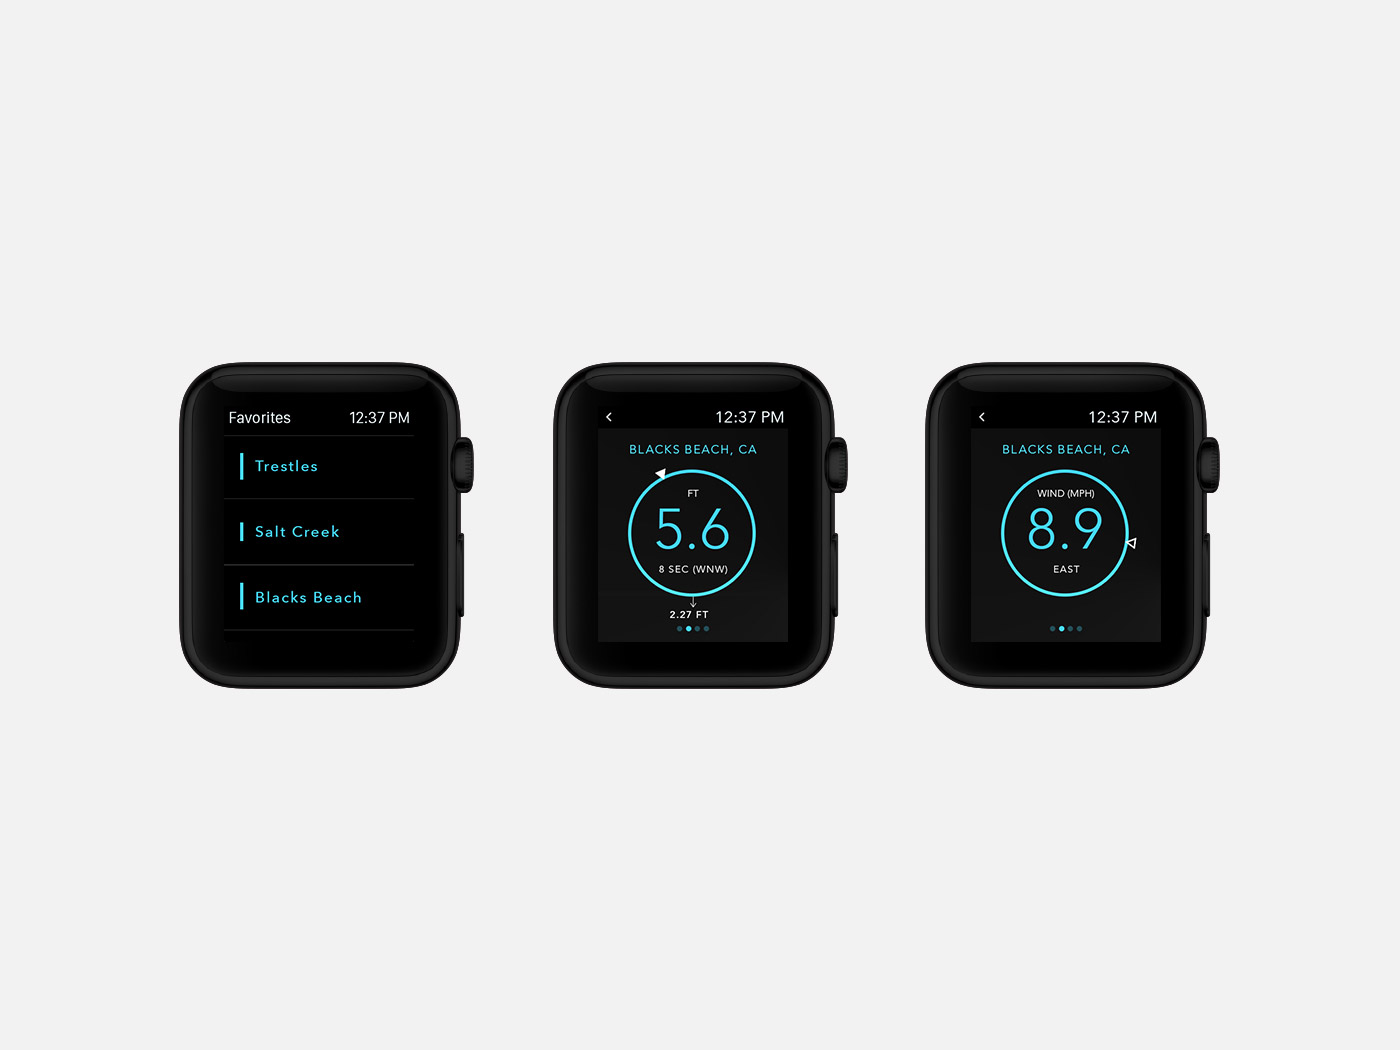 Favorites 12:37 PM
Trestles
Salt Creek
Blacks Beach
12:37 PM
BLACKS BEACH, CA
FT
5.6
8 SEC (WNW)
2.27 FT
12:37 PM
BLACKS BEACH, CA
WIND (MPH)
8.9
EAST